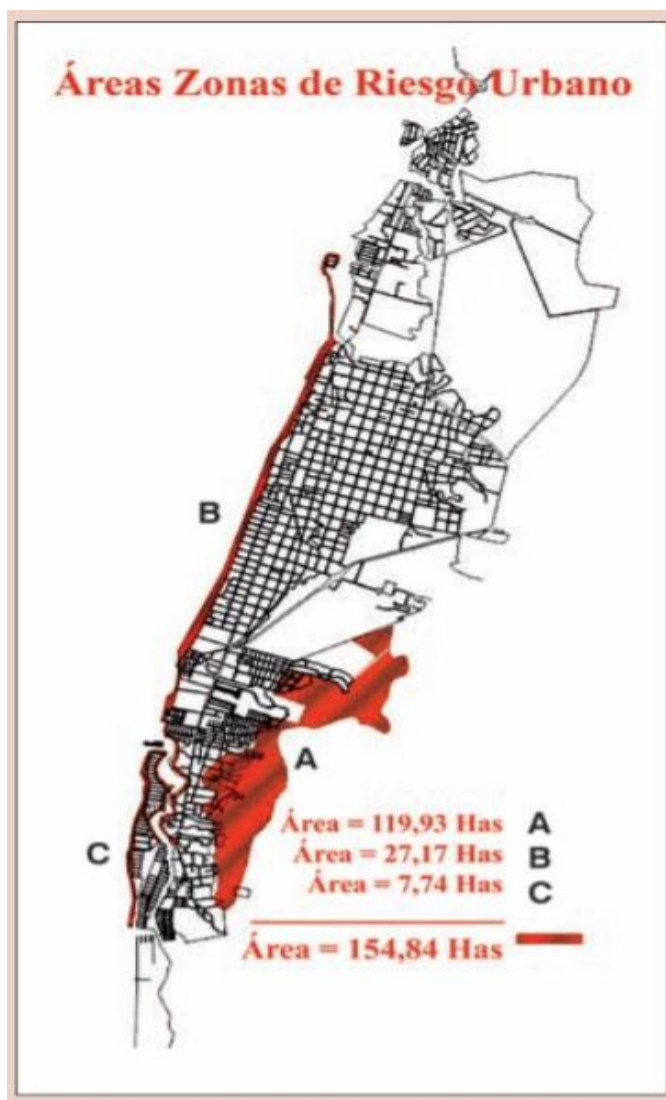 Áreas Zonas de Riesgo Urbano
B
A
C
Área = 119,93 Has A
Área = 27,17 Has B
Área = 7,74 Has C
Área = 154,84 Has